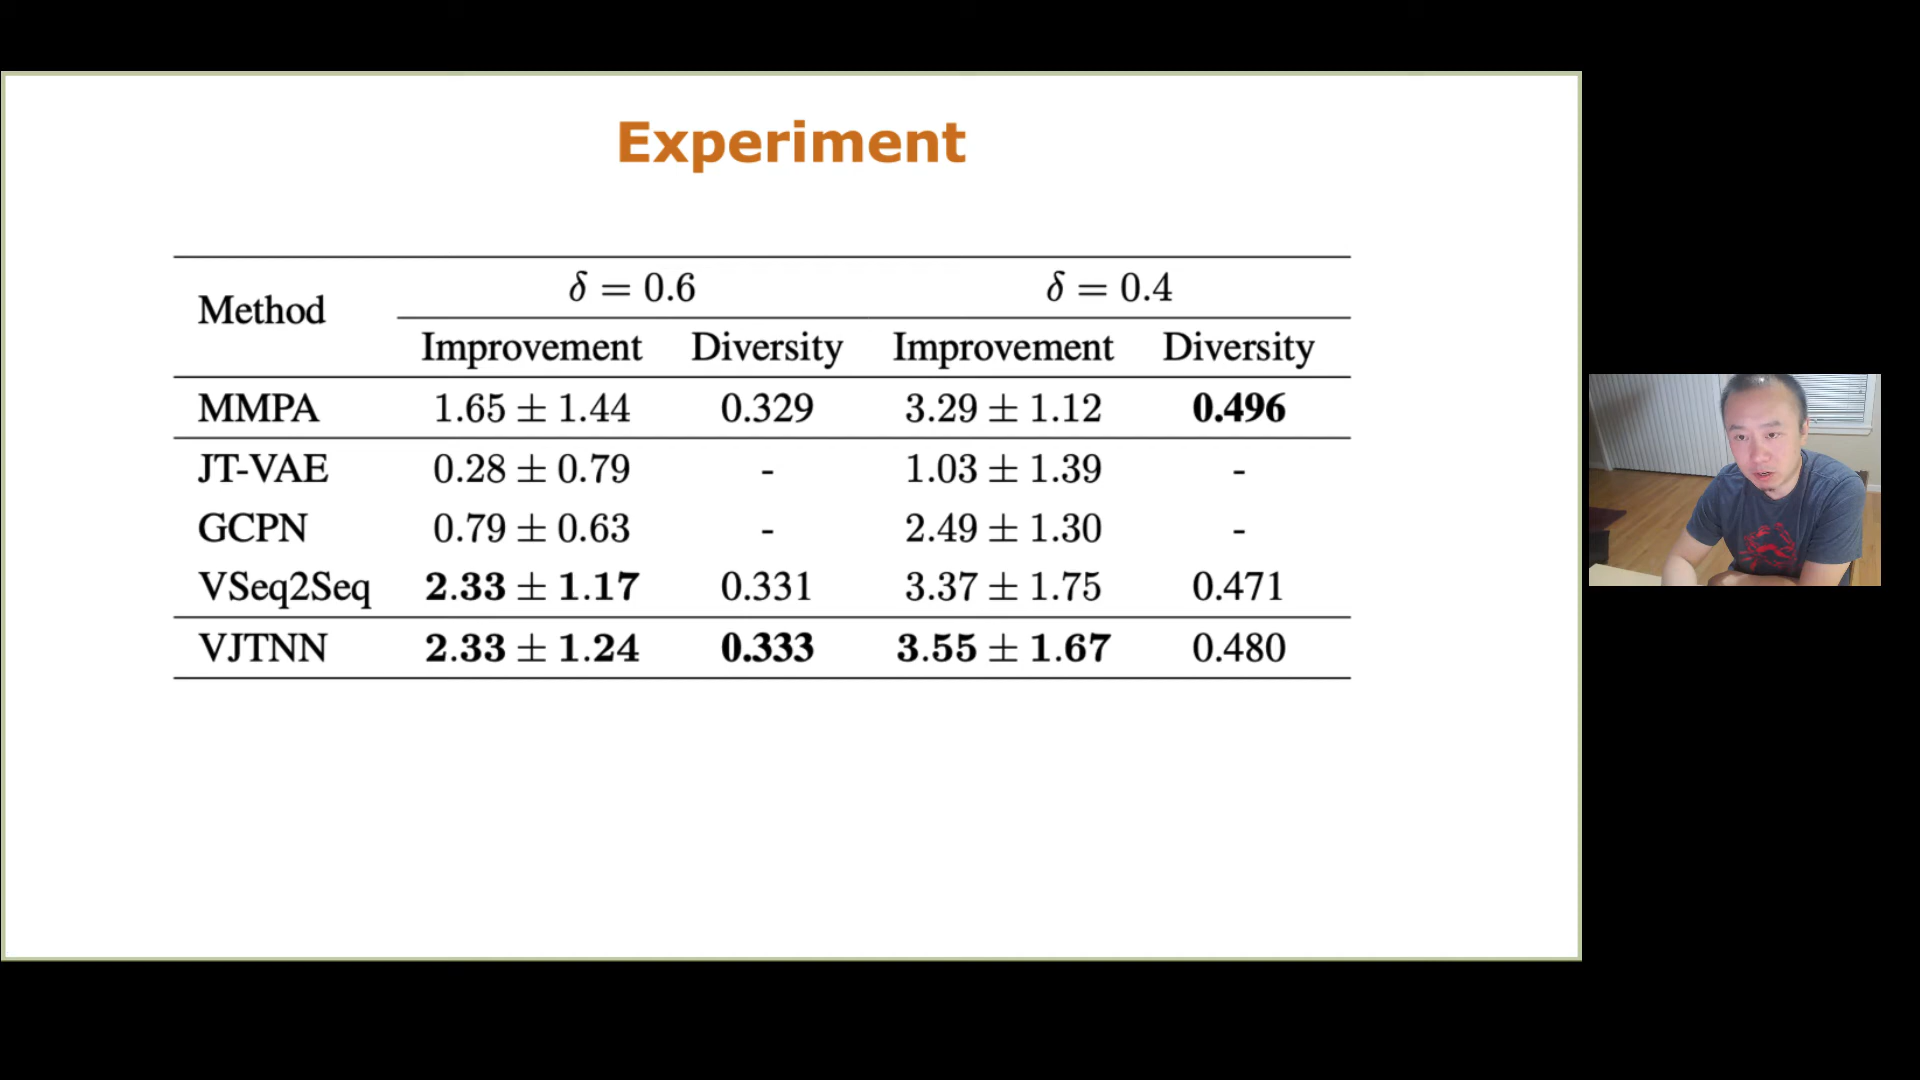 Experiment
Method δ = 0.6 δ = 0.4
Improvement Diversity Improvement Diversity
MMPA 1.65 ± 1.44 0.329 3.29 ± 1.12 0.496
JT-VAE 0.28 ± 0.79 - 1.03 ± 1.39 -
GCPN 0.79 ± 0.63 - 2.49 ± 1.30 -
VSeq2Seq 2.33 ± 1.17 0.331 3.37 ± 1.75 0.471
VJTNN 2.33 ± 1.24 0.333 3.55 ± 1.67 0.480